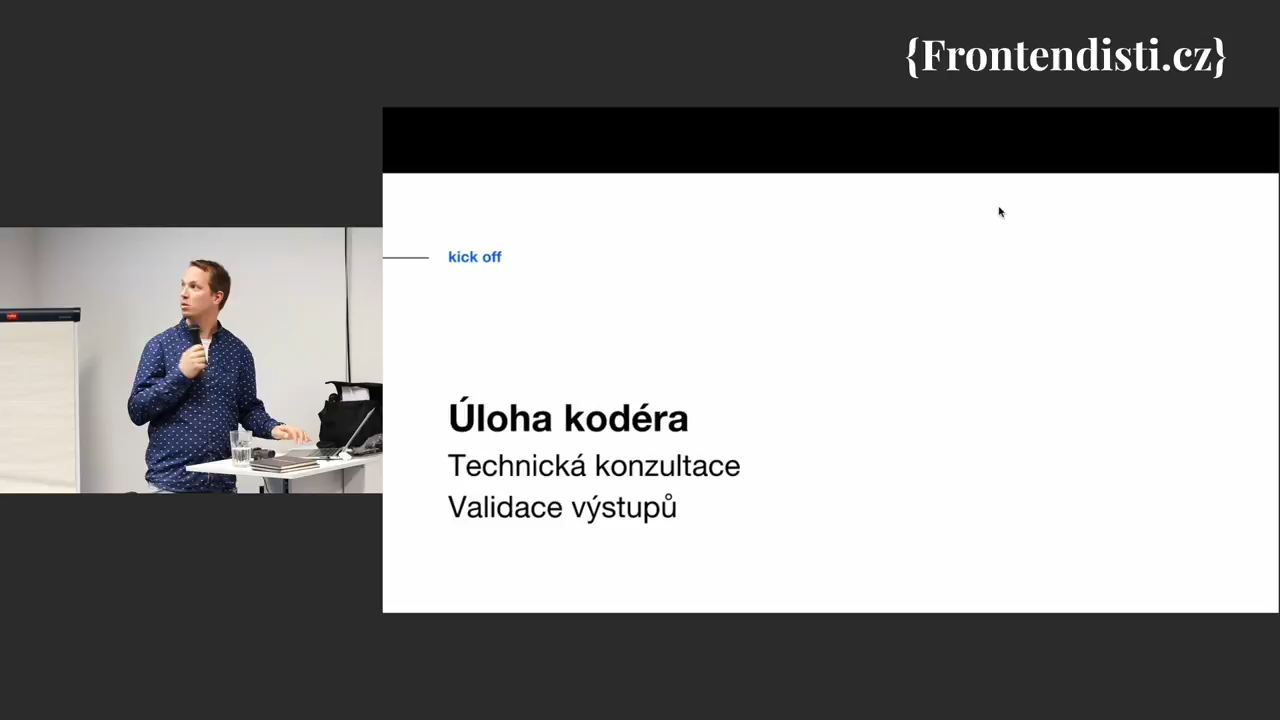 {Frontendisti.cz}
kick off
Úloha kodéra
Technická konzultace
Validace výstupů